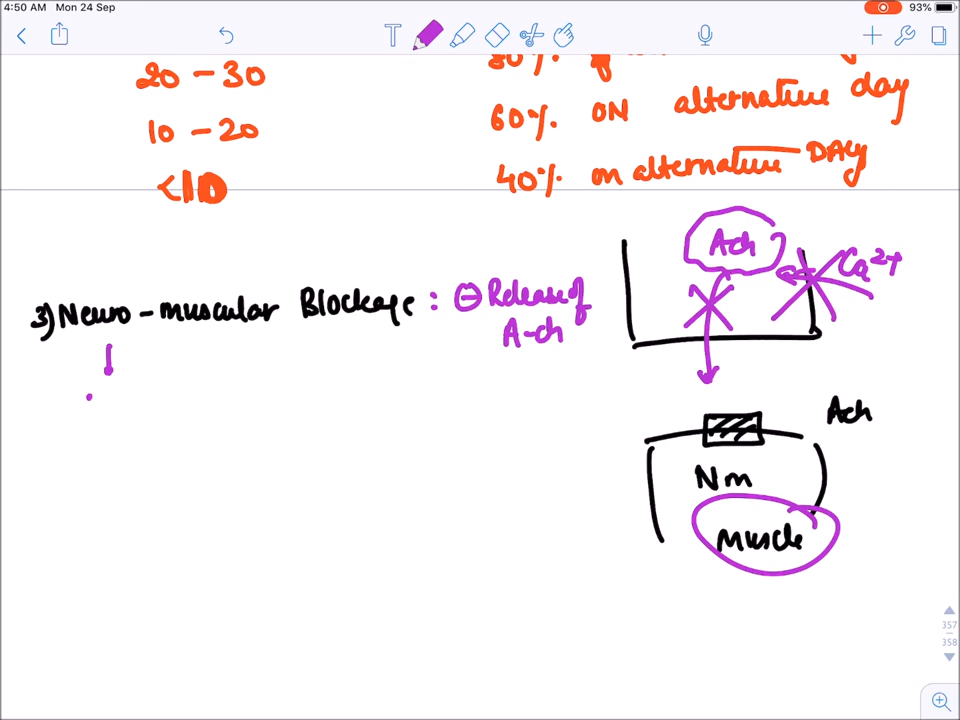 4:50 AM Mon 24 Sep 93%
T
20 - 30 80%
10 - 20 60% ON alternative day
<10 40% on alternative DAY
Ach
Ca2+
3) Neuro - muscular Blockage : ⊖ Release of
A-ch
Ach
Nm
muscle
357
358